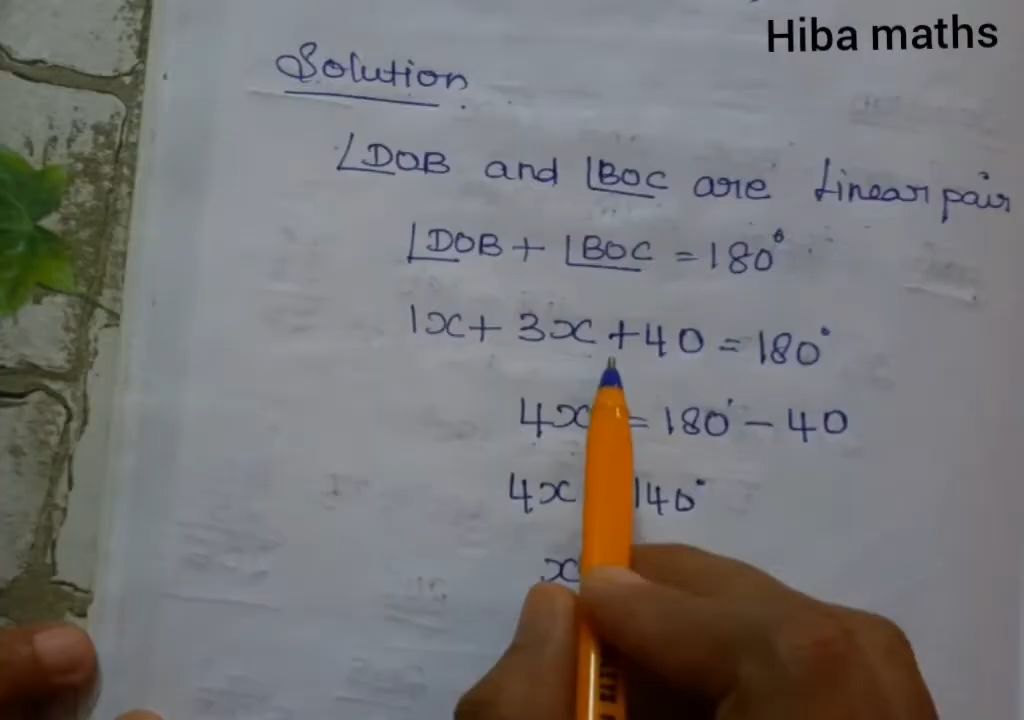 Hiba maths
Solution
∠DOB and ∠BOC are Linear pair
∠DOB + ∠BOC = 180°
1x + 3x + 40 = 180°
4x = 180° - 40
4x 140°
x